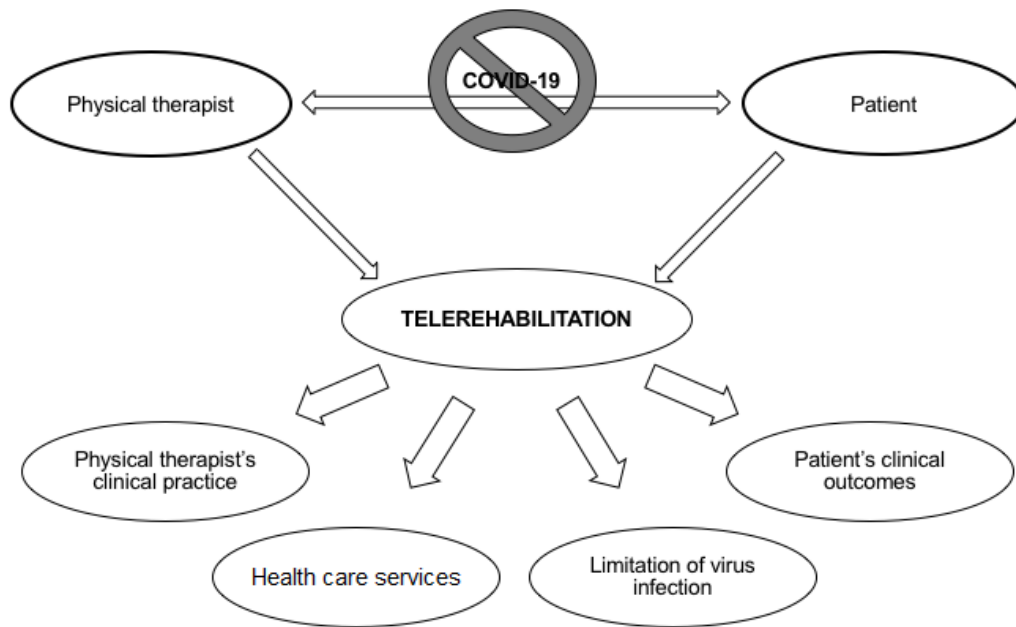 COVID-19
Physical therapist
Patient
TELEREHABILITATION
Physical therapist’s
clinical practice
Patient’s clinical
outcomes
Health care services
Limitation of virus
infection